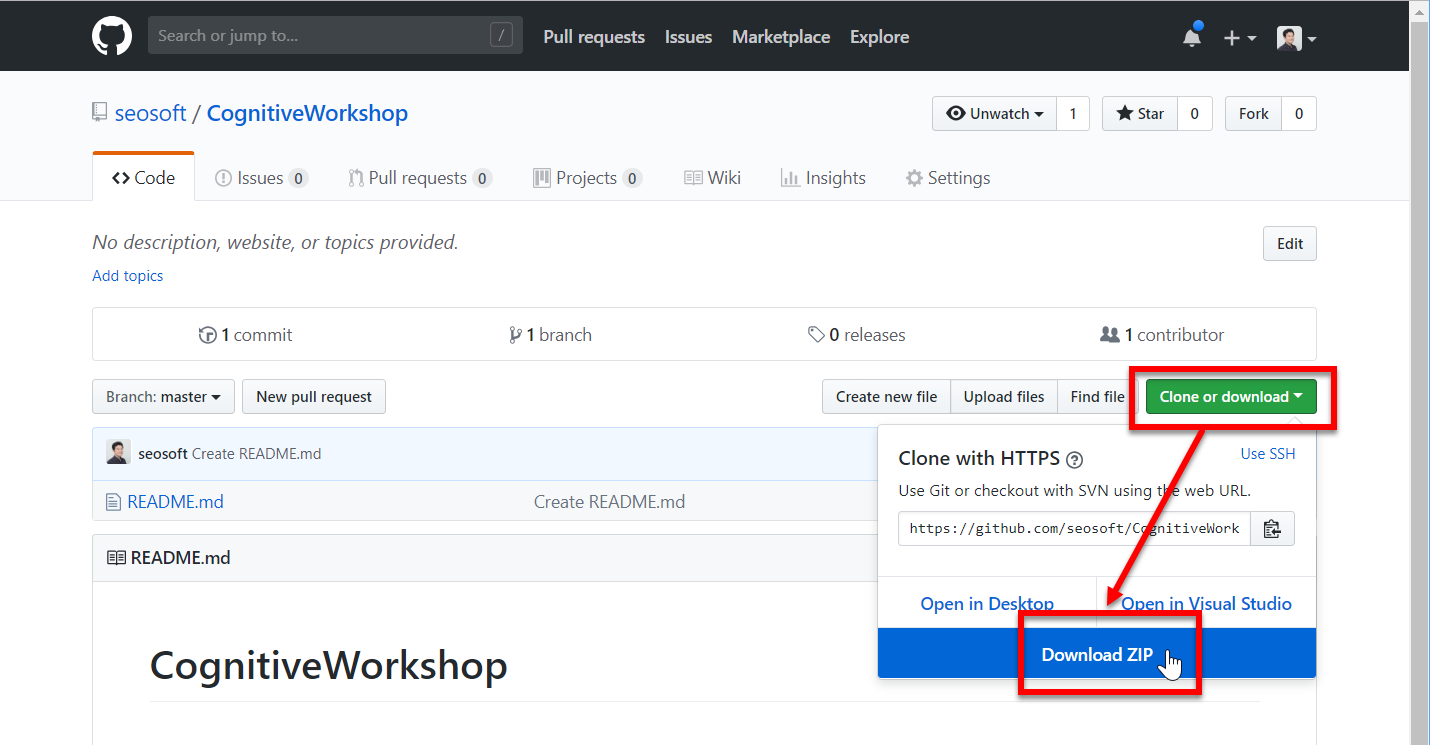 Search or jump to... /
Pull requests Issues Marketplace Explore
seosoft / CognitiveWorkshop
Unwatch 1 Star 0 Fork 0
Code Issues 0 Pull requests 0 Projects 0 Wiki Insights Settings
No description, website, or topics provided. Edit
Add topics
1 commit 1 branch 0 releases 1 contributor
Branch: master New pull request Create new file Upload files Find file Clone or download
seosoft Create README.md
README.md Create README.md
README.md
CognitiveWorkshop
Clone with HTTPS ? Use SSH
Use Git or checkout with SVN using the web URL.
https://github.com/seosoft/CognitiveWork
Open in Desktop Open in Visual Studio
Download ZIP